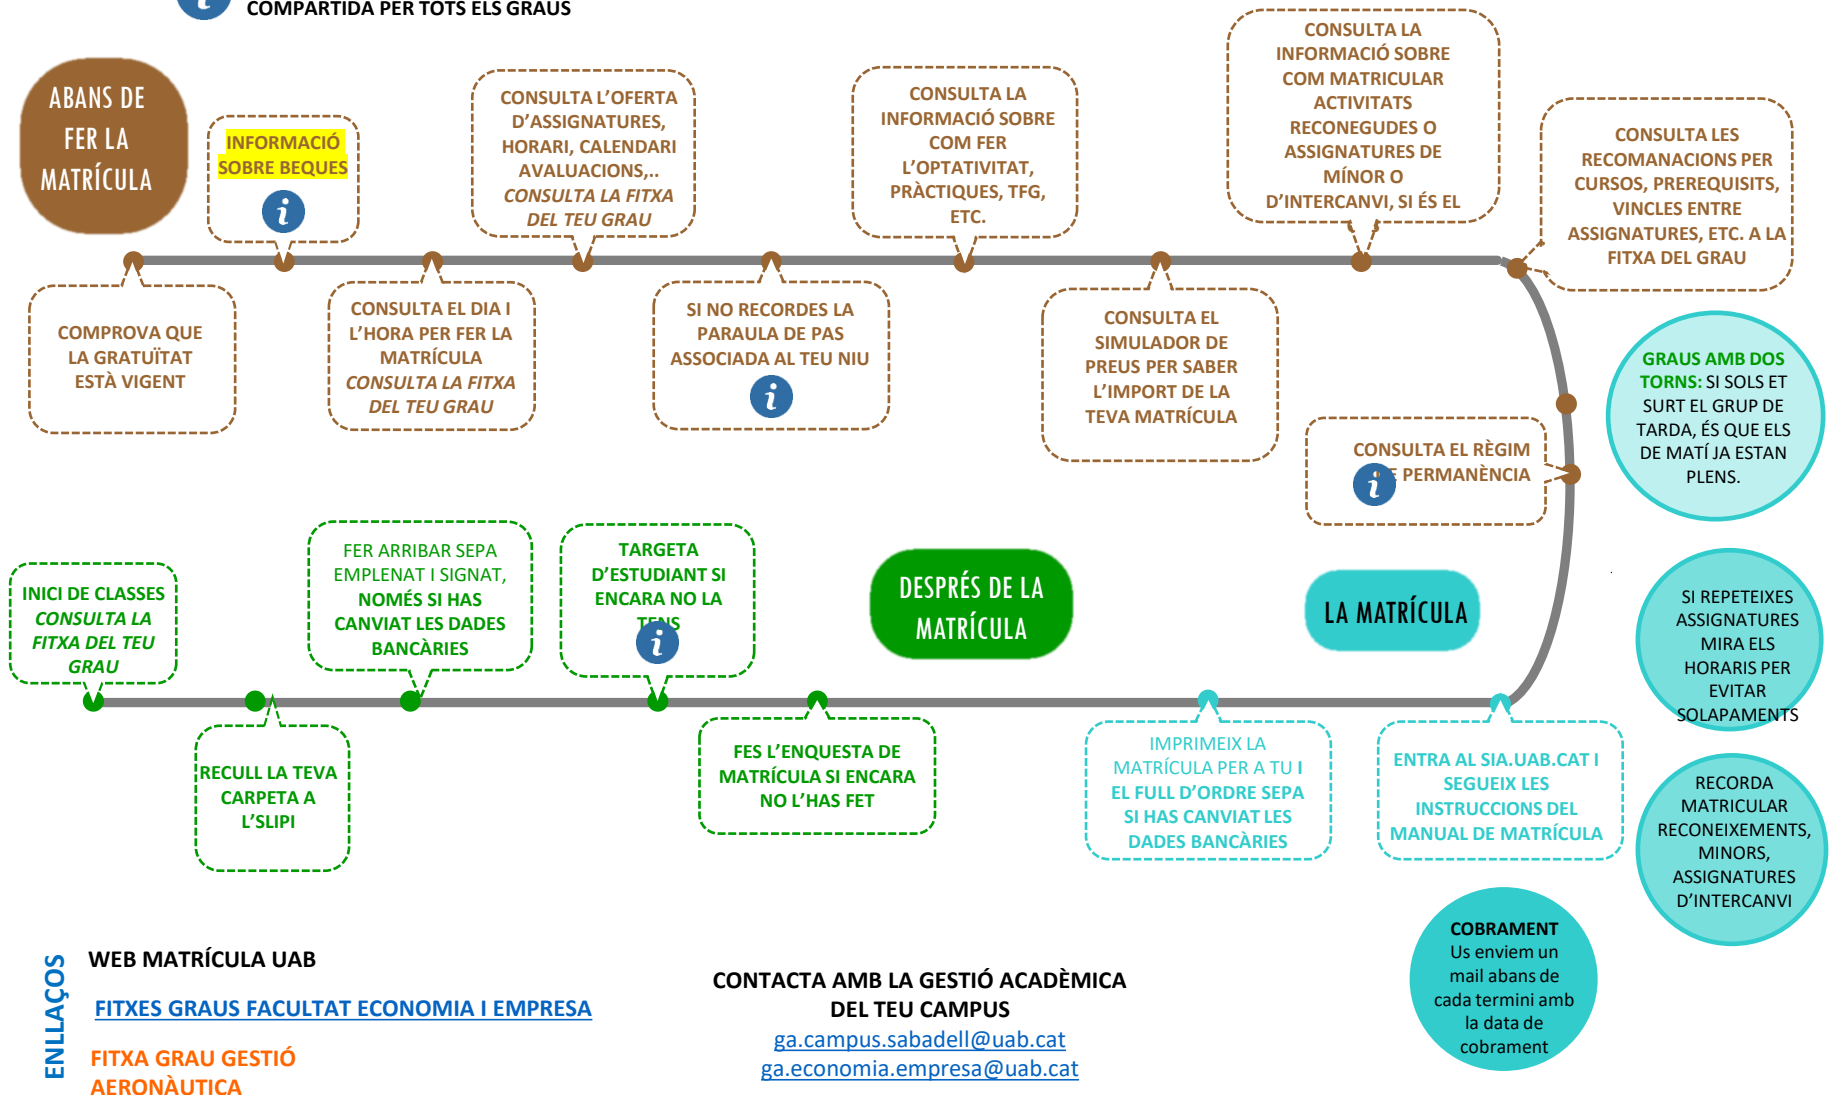 COMPARTIDA PER TOTS ELS GRAUS
ABANS DE
FER LA
MATRÍCULA
INFORMACIÓ
SOBRE BEQUES
CONSULTA L'OFERTA
D'ASSIGNATURES,
HORARI, CALENDARI
AVALUACIONS,..
CONSULTA LA FITXA
DEL TEU GRAU
CONSULTA LA
INFORMACIÓ SOBRE
COM FER
L'OPTATIVITAT,
PRÀCTIQUES, TFG,
ETC.
CONSULTA LA
INFORMACIÓ SOBRE
COM MATRICULAR
ACTIVITATS
RECONEGUDES O
ASSIGNATURES DE
MÍNOR O
D'INTERCANVI, SI ÉS EL
CONSULTA LES
RECOMANACIONS PER
CURSOS, PREREQUISITS,
VINCLES ENTRE
ASSIGNATURES, ETC. A LA
FITXA DEL GRAU
COMPROVA QUE
LA GRATUÏTAT
ESTÀ VIGENT
CONSULTA EL DIA I
L'HORA PER FER LA
MATRÍCULA
CONSULTA LA FITXA
DEL TEU GRAU
SI NO RECORDES LA
PARAULA DE PAS
ASSOCIADA AL TEU NIU
CONSULTA EL
SIMULADOR DE
PREUS PER SABER
L'IMPORT DE LA
TEVA MATRÍCULA
CONSULTA EL RÈGIM
PERMANÈNCIA
GRAUS AMB DOS
TORNS: SI SOLS ET
SURT EL GRUP DE
TARDA, ÉS QUE ELS
DE MATÍ JA ESTAN
PLENS.
INICI DE CLASSES
CONSULTA LA
FITXA DEL TEU
GRAU
FER ARRIBAR SEPA
EMPLENAT I SIGNAT,
NOMÉS SI HAS
CANVIAT LES DADES
BANCÀRIES
TARGETA
D'ESTUDIANT SI
ENCARA NO LA
TENS
DESPRÉS DE LA
MATRÍCULA
LA MATRÍCULA
SI REPETEIXES
ASSIGNATURES
MIRA ELS
HORARIS PER
EVITAR
SOLAPAMENTS
RECULL LA TEVA
CARPETA A
L'SLIPI
FES L'ENQUESTA DE
MATRÍCULA SI ENCARA
NO L'HAS FET
IMPRIMEIX LA
MATRÍCULA PER A TU I
EL FULL D'ORDRE SEPA
SI HAS CANVIAT LES
DADES BANCÀRIES
ENTRA AL SIA.UAB.CAT I
SEGUEIX LES
INSTRUCCIONS DEL
MANUAL DE MATRÍCULA
RECORDA
MATRICULAR
RECONEIXEMENTS,
MINORS,
ASSIGNATURES
D'INTERCANVI
COBRAMENT
Us enviem un
mail abans de
cada termini amb
la data de
cobrament
ENLLAÇOS
WEB MATRÍCULA UAB
FITXES GRAUS FACULTAT ECONOMIA I EMPRESA
FITXA GRAU GESTIÓ
AERONÀUTICA
CONTACTA AMB LA GESTIÓ ACADÈMICA
DEL TEU CAMPUS
ga.campus.sabadell@uab.cat
ga.economia.empresa@uab.cat